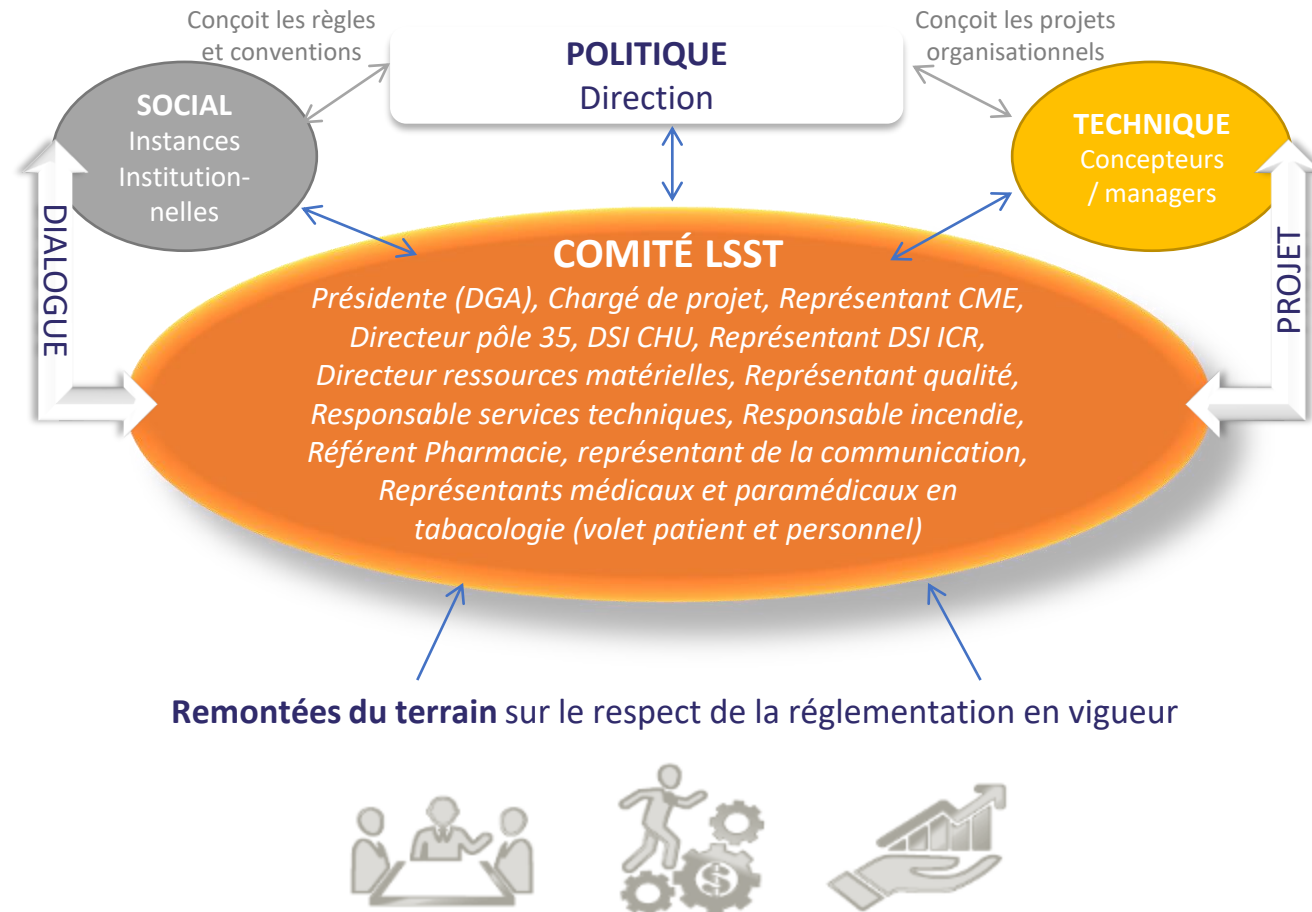 Conçoit les règles
et conventions
POLITIQUE
Direction
Conçoit les projets
organisationnels
SOCIAL
Instances
Institution-
nelles
TECHNIQUE
Concepteurs
/ managers
DIALOGUE
PROJET
COMITÉ LSST
Présidente (DGA), Chargé de projet, Représentant CME,
Directeur pôle 35, DSI CHU, Représentant DSI ICR,
Directeur ressources matérielles, Représentant qualité,
Responsable services techniques, Responsable incendie,
Référent Pharmacie, représentant de la communication,
Représentants médicaux et paramédicaux en
tabacologie (volet patient et personnel)
Remontées du terrain sur le respect de la réglementation en vigueur
$